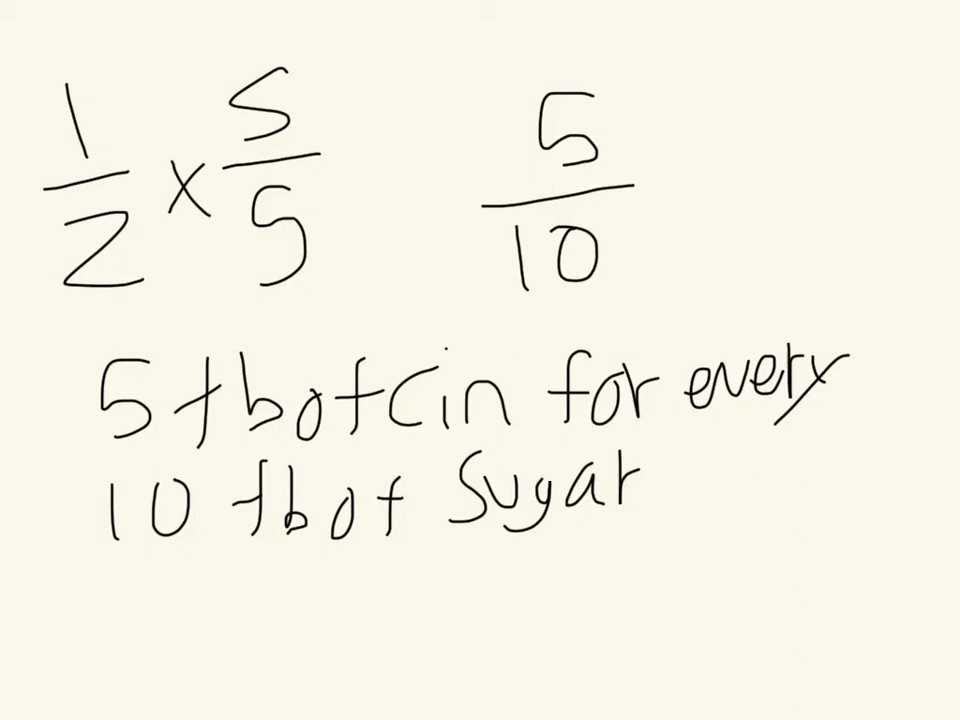 1/2 x 5/5 5/10
5 tb of cin for every
10 tb of sugar